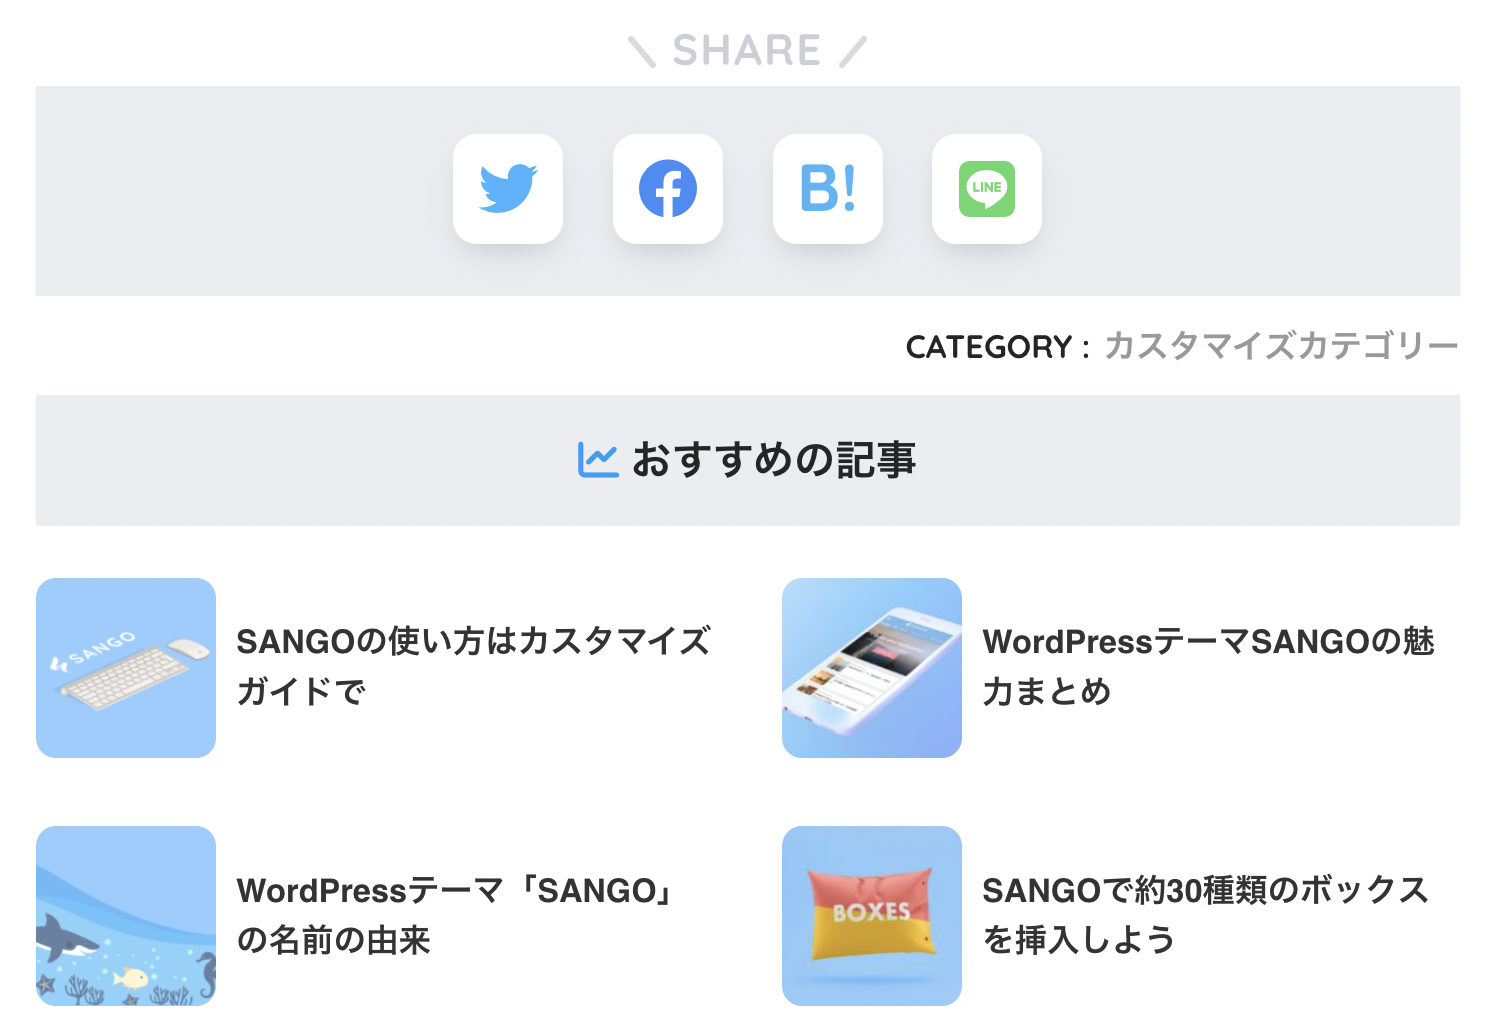 \ SHARE /
B!
LINE
CATEGORY : カスタマイズカテゴリー
おすすめの記事
SANGO
SANGOの使い方はカスタマイズ
ガイドで
WordPressテーマSANGOの魅
力まとめ
WordPressテーマ「SANGO」
の名前の由来
BOXES
SANGOで約30種類のボックス
を挿入しよう